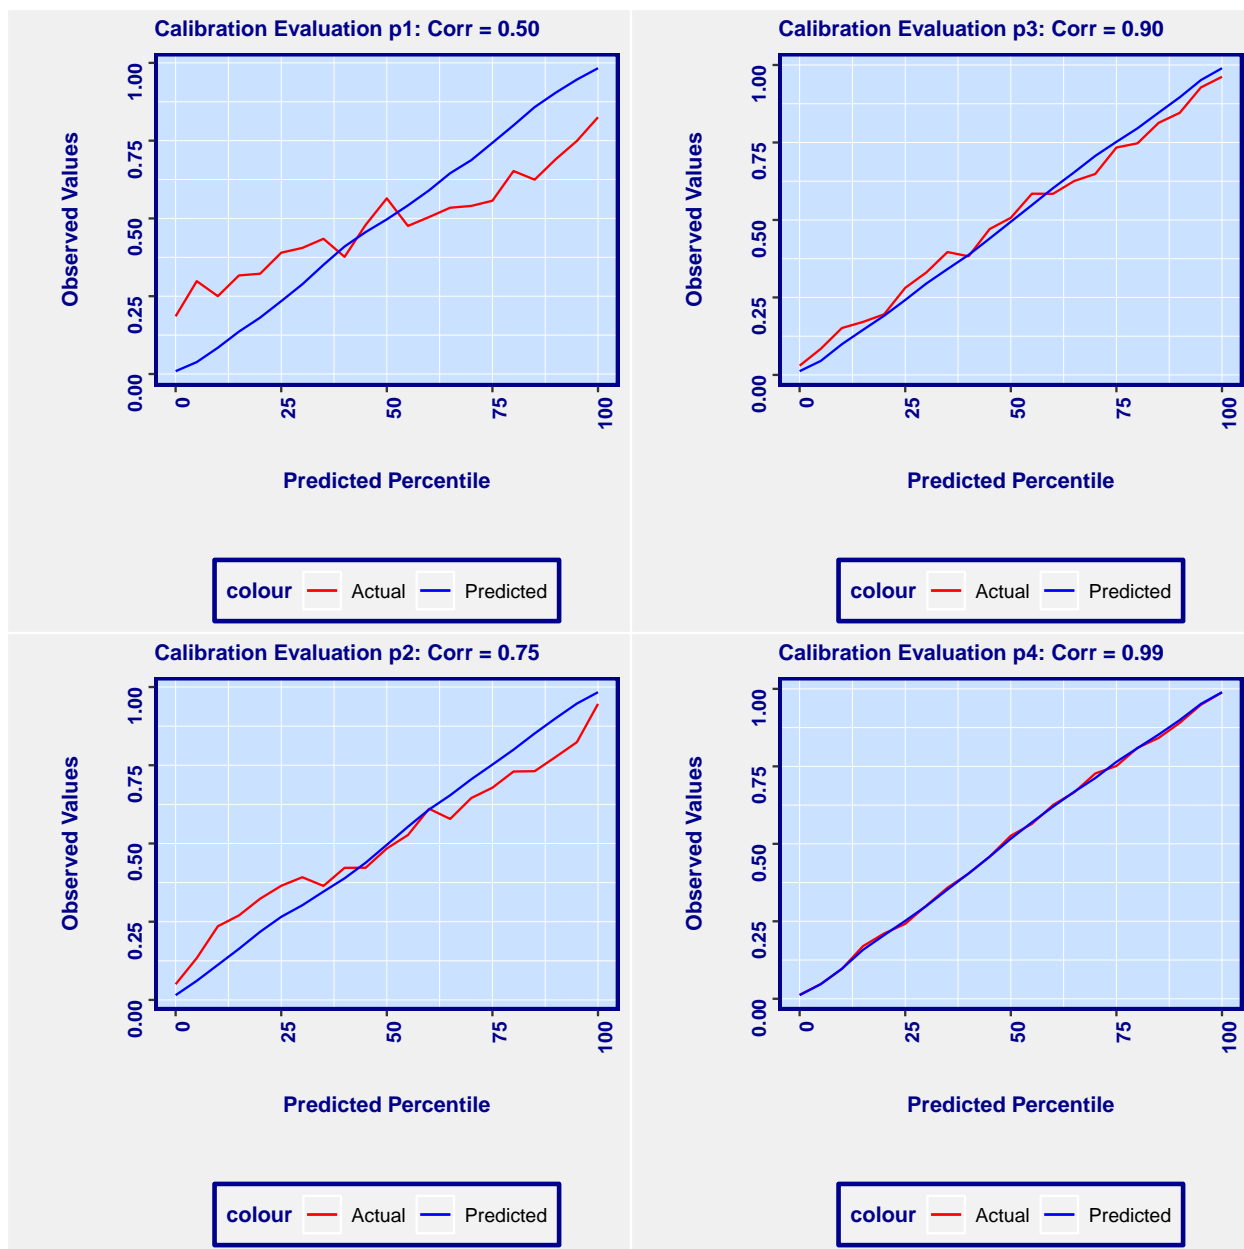 Calibration Evaluation p1: Corr = 0.50
Observed Values
1.00
0.75
0.50
0.25
0.00
0
25
50
75
100
Predicted Percentile
colour Actual Predicted
Calibration Evaluation p3: Corr = 0.90
Observed Values
1.00
0.75
0.50
0.25
0.00
0
25
50
75
100
Predicted Percentile
colour Actual Predicted
Calibration Evaluation p2: Corr = 0.75
Observed Values
1.00
0.75
0.50
0.25
0.00
0
25
50
75
100
Predicted Percentile
colour Actual Predicted
Calibration Evaluation p4: Corr = 0.99
Observed Values
1.00
0.75
0.50
0.25
0.00
0
25
50
75
100
Predicted Percentile
colour Actual Predicted